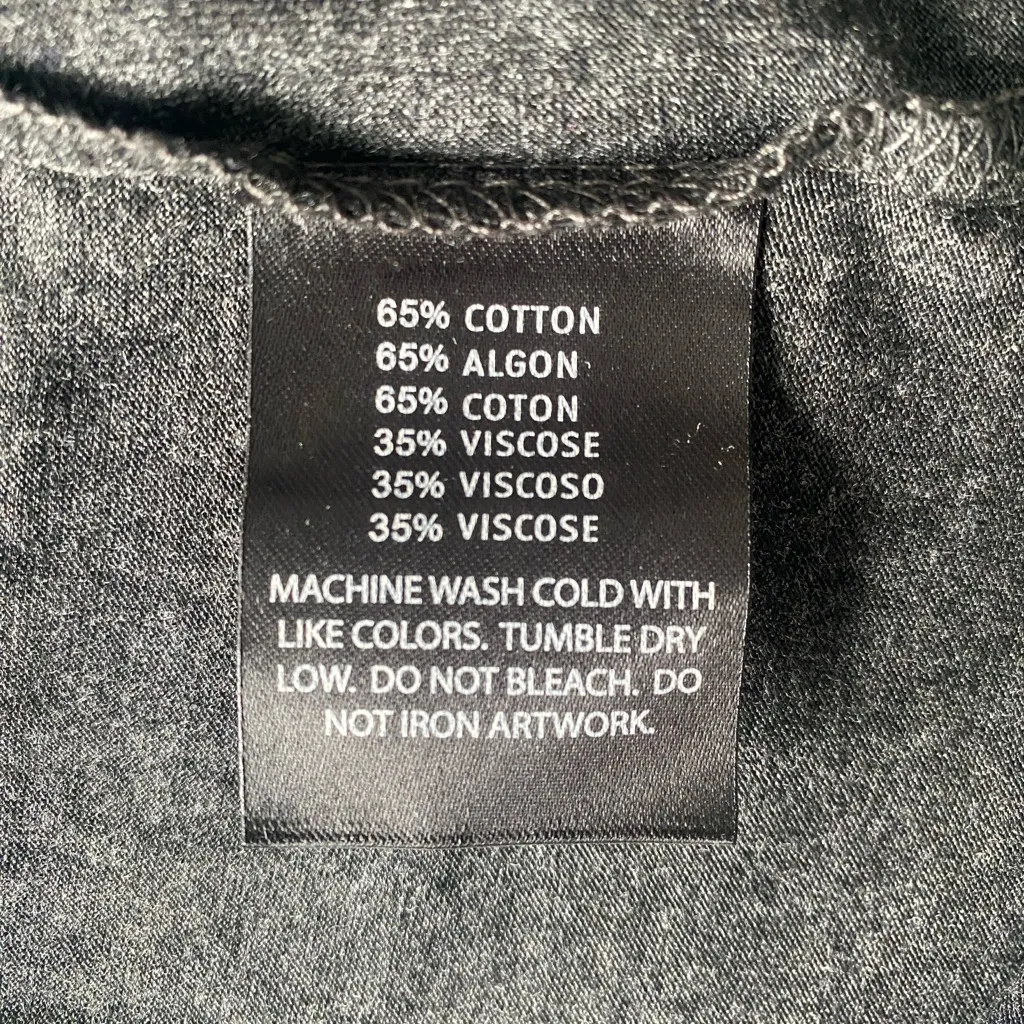 65% COTTON
65% ALGON
65% COTON
35% VISCOSE
35% VISCOSO
35% VISCOSE
MACHINE WASH COLD WITH
LIKE COLORS. TUMBLE DRY
LOW. DO NOT BLEACH. DO
NOT IRON ARTWORK.